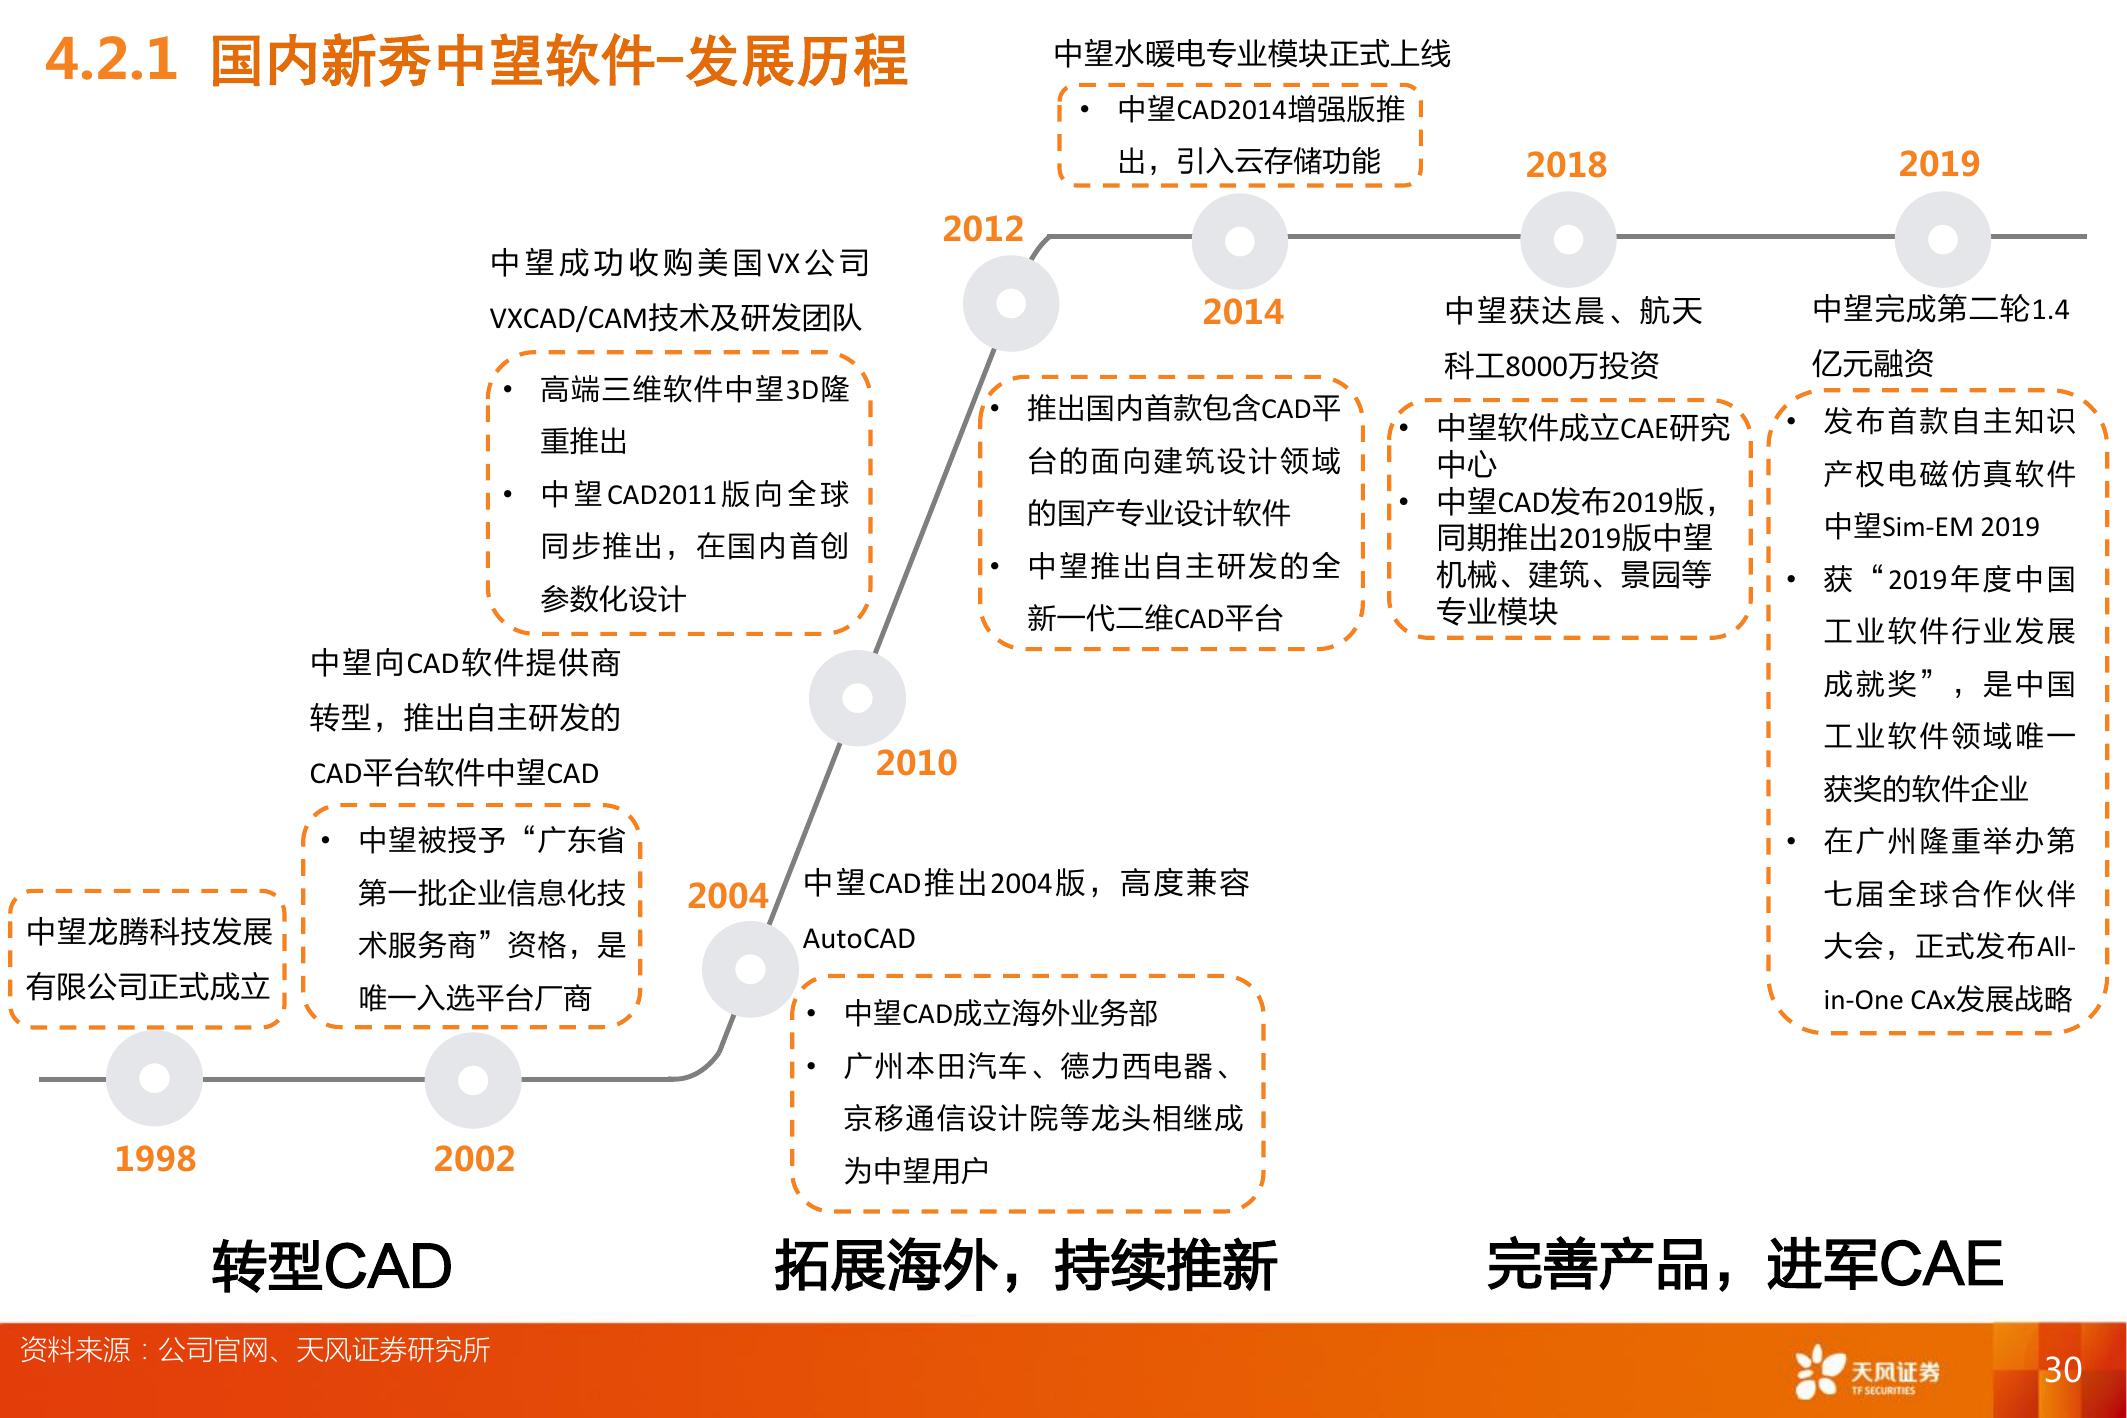 4.2.1 国内新秀中望软件-发展历程
中望龙腾科技发展
有限公司正式成立
1998
中望向CAD软件提供商
转型，推出自主研发的
CAD平台软件中望CAD
• 中望被授予“广东省
第一批企业信息化技
术服务商”资格，是
唯一入选平台厂商
2002
2004
中望CAD推出2004版，高度兼容
AutoCAD
• 中望CAD成立海外业务部
• 广州本田汽车、德力西电器、
京移通信设计院等龙头相继成
为中望用户
中望成功收购美国VX公司
VXCAD/CAM技术及研发团队
• 高端三维软件中望3D隆
重推出
• 中望CAD2011版向全球
同步推出，在国内首创
参数化设计
2010
2012
• 推出国内首款包含CAD平
台的面向建筑设计领域
的国产专业设计软件
• 中望推出自主研发的全
新一代二维CAD平台
中望水暖电专业模块正式上线
• 中望CAD2014增强版推
出，引入云存储功能
2014
2018
中望获达晨、航天
科工8000万投资
• 中望软件成立CAE研究
中心
• 中望CAD发布2019版，
同期推出2019版中望
机械、建筑、景园等
专业模块
2019
中望完成第二轮1.4
亿元融资
• 发布首款自主知识
产权电磁仿真软件
中望Sim-EM 2019
• 获“2019年度中国
工业软件行业发展
成就奖”，是中国
工业软件领域唯一
获奖的软件企业
• 在广州隆重举办第
七届全球合作伙伴
大会，正式发布All-
in-One CAx发展战略
转型CAD
拓展海外，持续推新
完善产品，进军CAE
资料来源：公司官网、天风证券研究所
天风证券
TF SECURITIES
30